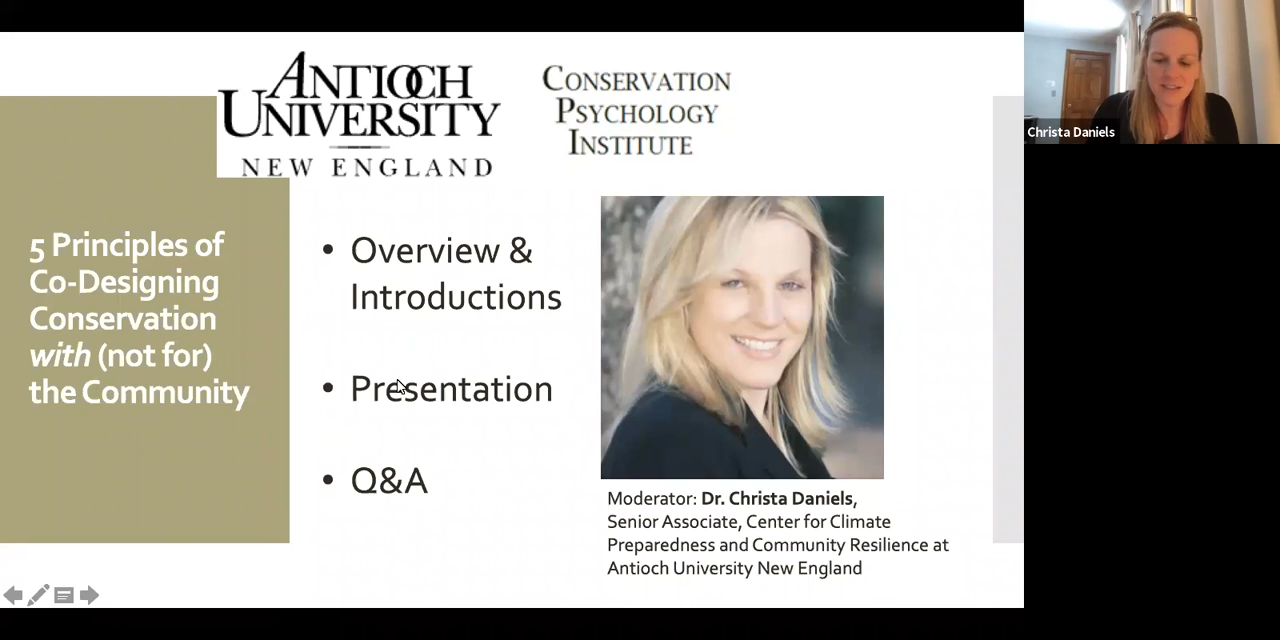 ANTIOCH
UNIVERSITY
NEW ENGLAND
CONSERVATION
PSYCHOLOGY
INSTITUTE
5 Principles of
Co-Designing
Conservation
with (not for)
the Community
• Overview &
Introductions
• Presentation
• Q&A
Moderator: Dr. Christa Daniels,
Senior Associate, Center for Climate
Preparedness and Community Resilience at
Antioch University New England
Christa Daniels